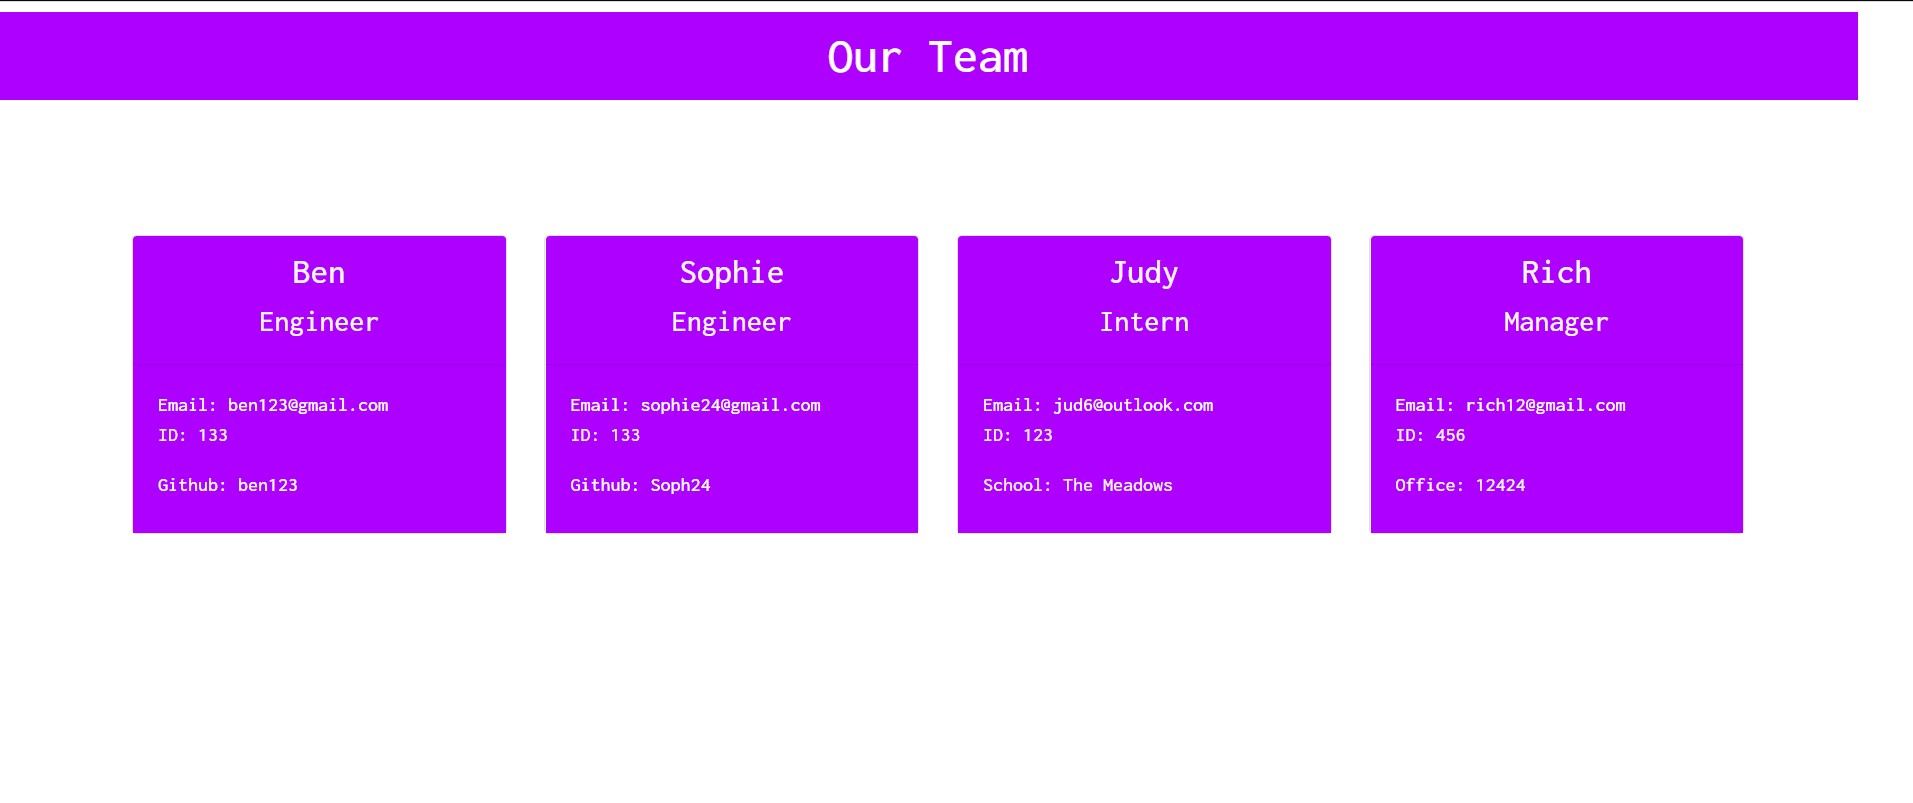 Our Team
Ben
Engineer
Email: ben123@gmail.com
ID: 133
Github: ben123
Sophie
Engineer
Email: sophie24@gmail.com
ID: 133
Github: Soph24
Judy
Intern
Email: jud6@outlook.com
ID: 123
School: The Meadows
Rich
Manager
Email: rich12@gmail.com
ID: 456
Office: 12424